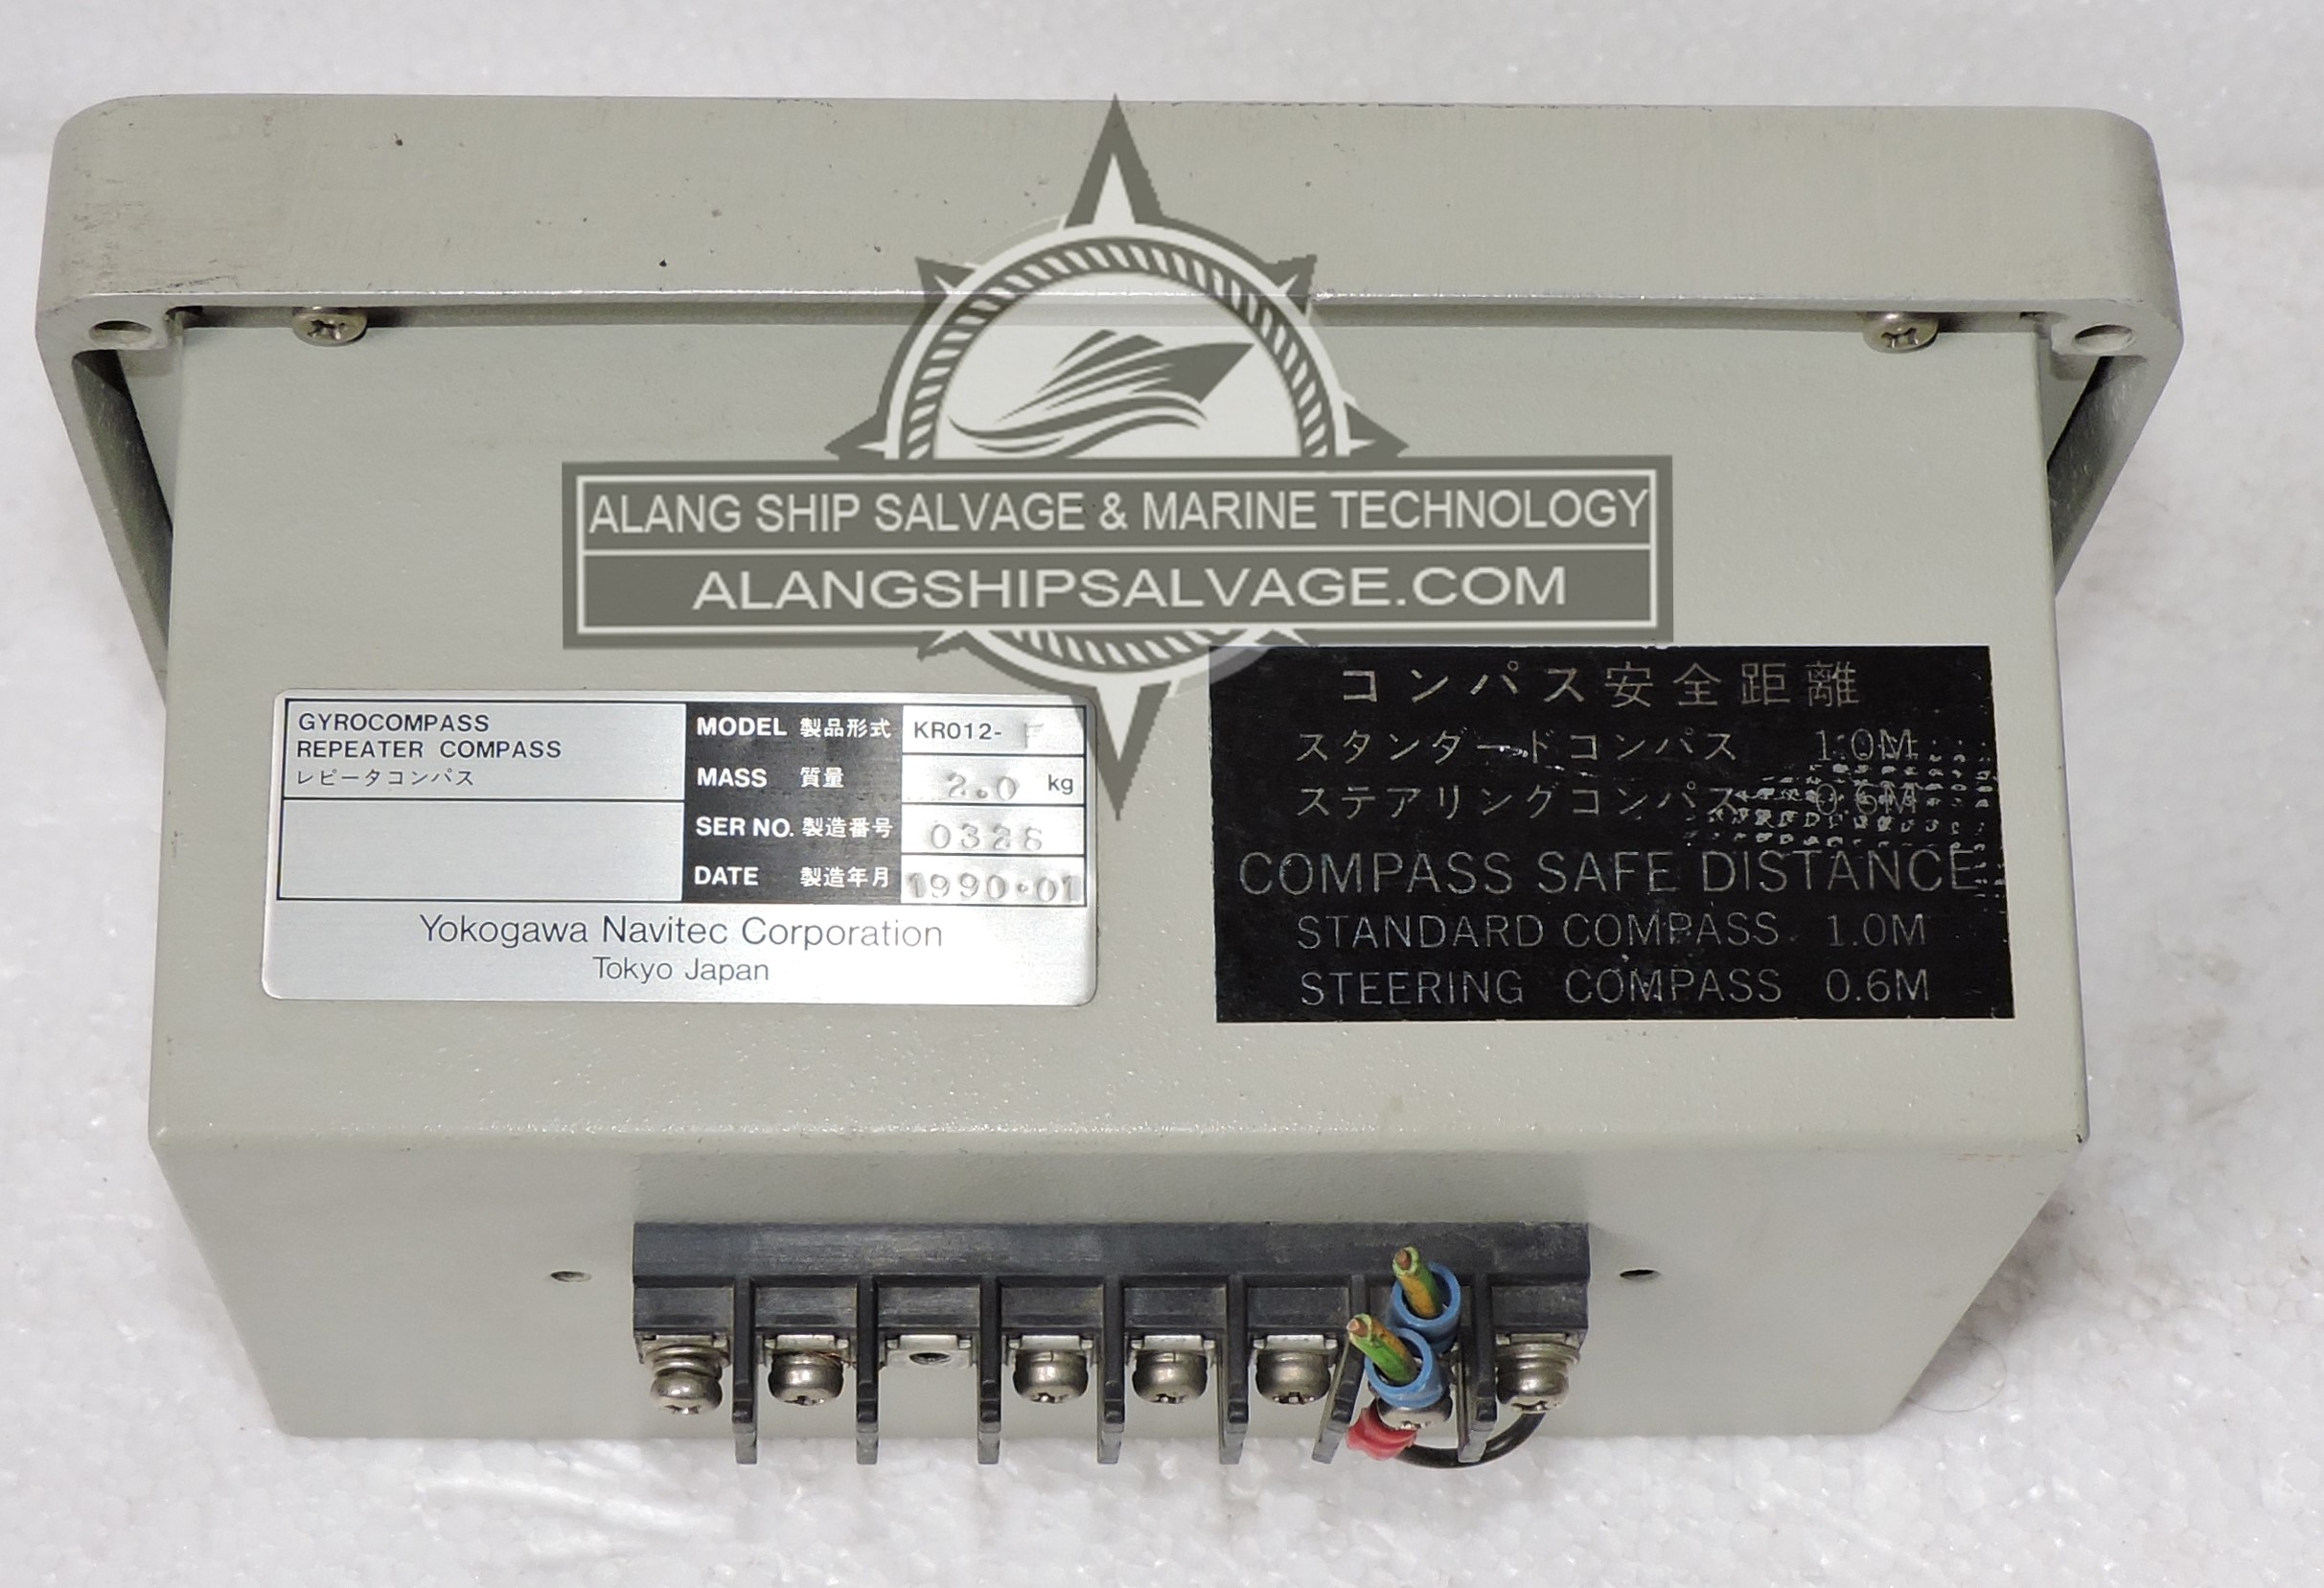 ALANG SHIP SALVAGE & MARINE TECHNOLOGY
ALANGSHIPSALVAGE.COM
GYROCOMPASS
REPEATER COMPASS
レピータコンパス
MODEL 製品形式 KR012-F
MASS 質量 2.0 kg
SER NO. 製造番号 0328
DATE 製造年月 1990.01
Yokogawa Navitec Corporation
Tokyo Japan
コンパス安全距離
スタンダードコンパス 1.0M
ステアリングコンパス 0.6M
COMPASS SAFE DISTANCE
STANDARD COMPASS 1.0M
STEERING COMPASS 0.6M